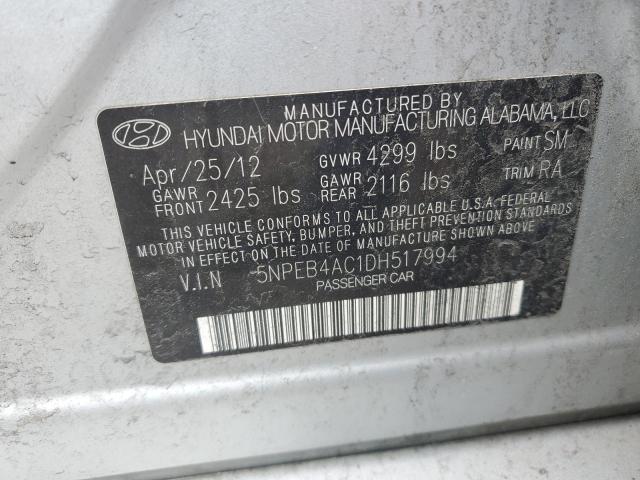 MANUFACTURED BY
HYUNDAI MOTOR MANUFACTURING ALABAMA, LLC
Apr/25/12 GVWR 4299 lbs PAINT SM
GAWR FRONT 2425 lbs GAWR REAR 2116 lbs TRIM RA
THIS VEHICLE CONFORMS TO ALL APPLICABLE U.S.A. FEDERAL
MOTOR VEHICLE SAFETY, BUMPER, AND THEFT PREVENTION STANDARDS
IN EFFECT ON THE DATE OF MANUFACTURE SHOWN ABOVE.
V.I.N 5NPEB4AC1DH517994
PASSENGER CAR